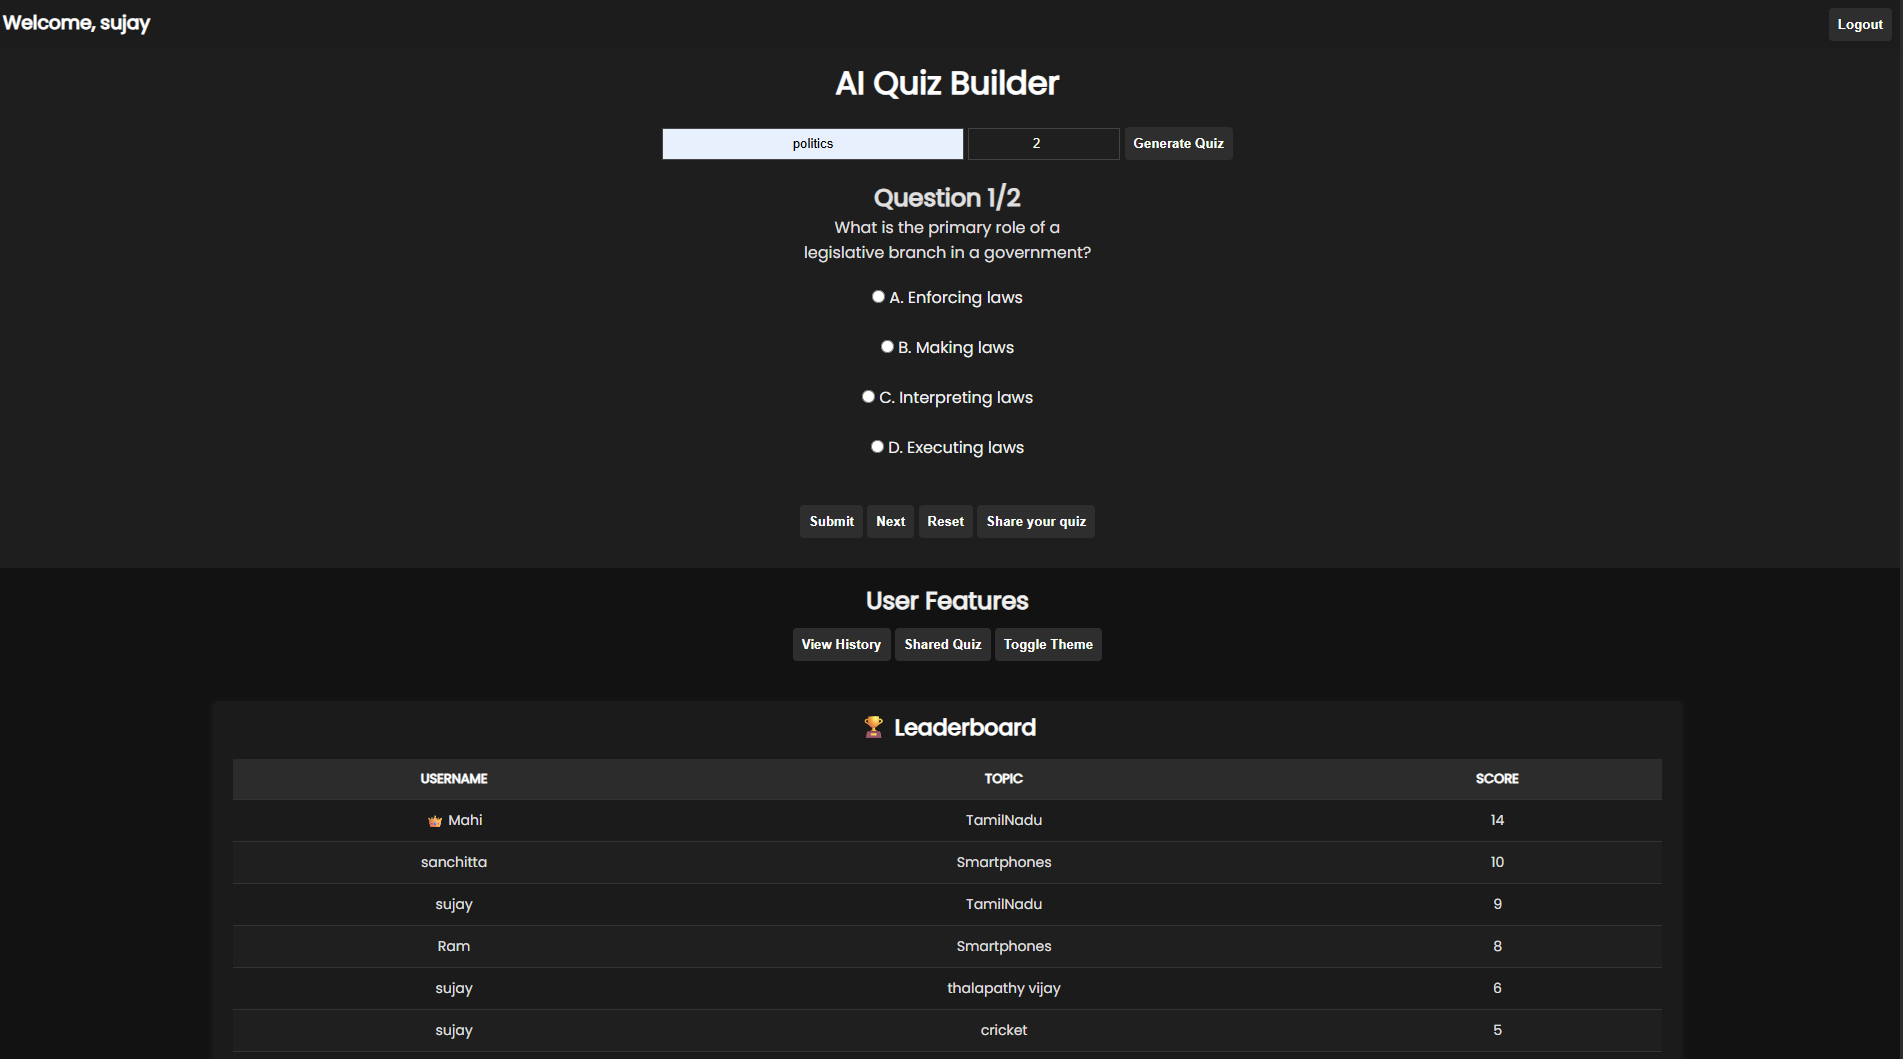 Welcome, sujay
Logout
AI Quiz Builder
politics
2
Generate Quiz
Question 1/2
What is the primary role of a
legislative branch in a government?
A. Enforcing laws
B. Making laws
C. Interpreting laws
D. Executing laws
Submit Next Reset Share your quiz
User Features
View History Shared Quiz Toggle Theme
🏆 Leaderboard
USERNAME TOPIC SCORE
👑 Mahi TamilNadu 14
sanchitta Smartphones 10
sujay TamilNadu 9
Ram Smartphones 8
sujay thalapathy vijay 6
sujay cricket 5